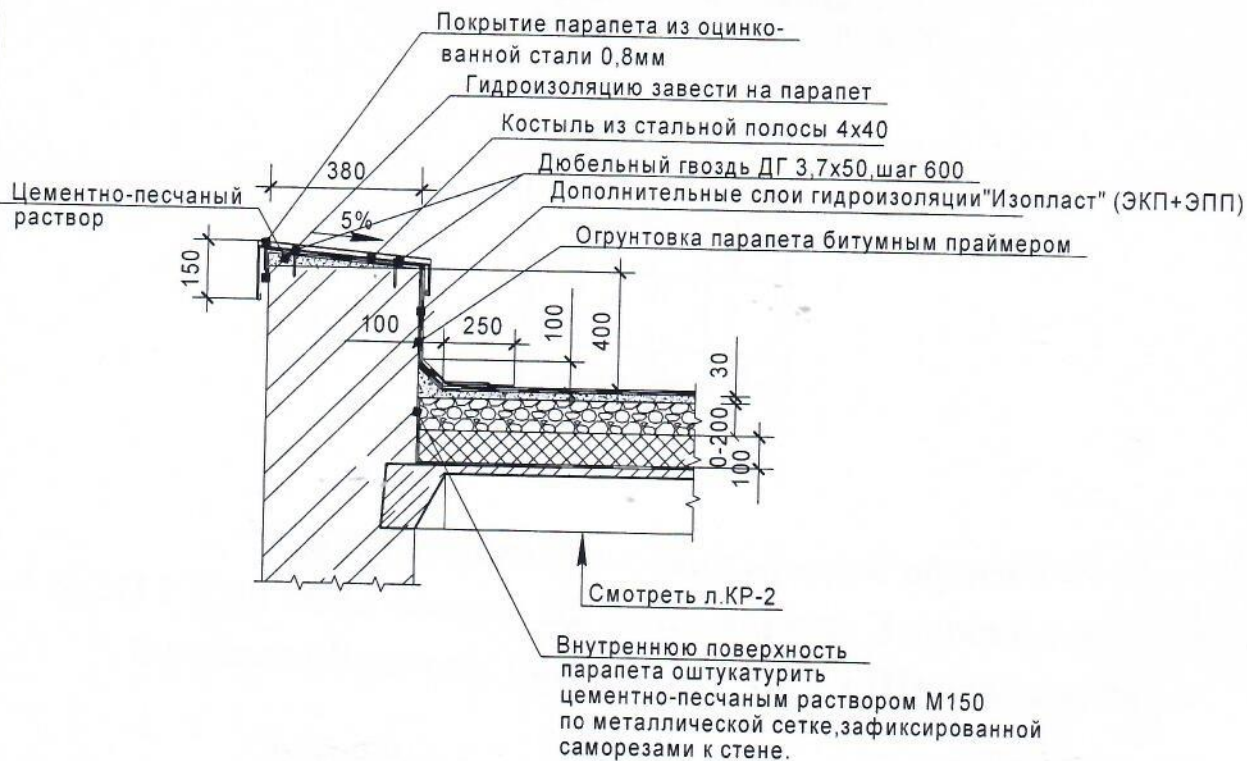 Покрытие парапета из оцинко-
ванной стали 0,8мм
Гидроизоляцию завести на парапет
Костыль из стальной полосы 4х40
Дюбельный гвоздь ДГ 3,7х50,шаг 600
Дополнительные слои гидроизоляции"Изопласт" (ЭКП+ЭПП)
Огрунтовка парапета битумным праймером
Цементно-песчаный
раствор
380
5%
150
100
250
100
400
30
0-200
100
Смотреть л.КР-2
Внутреннюю поверхность
парапета оштукатурить
цементно-песчаным раствором М150
по металлической сетке,зафиксированной
саморезами к стене.